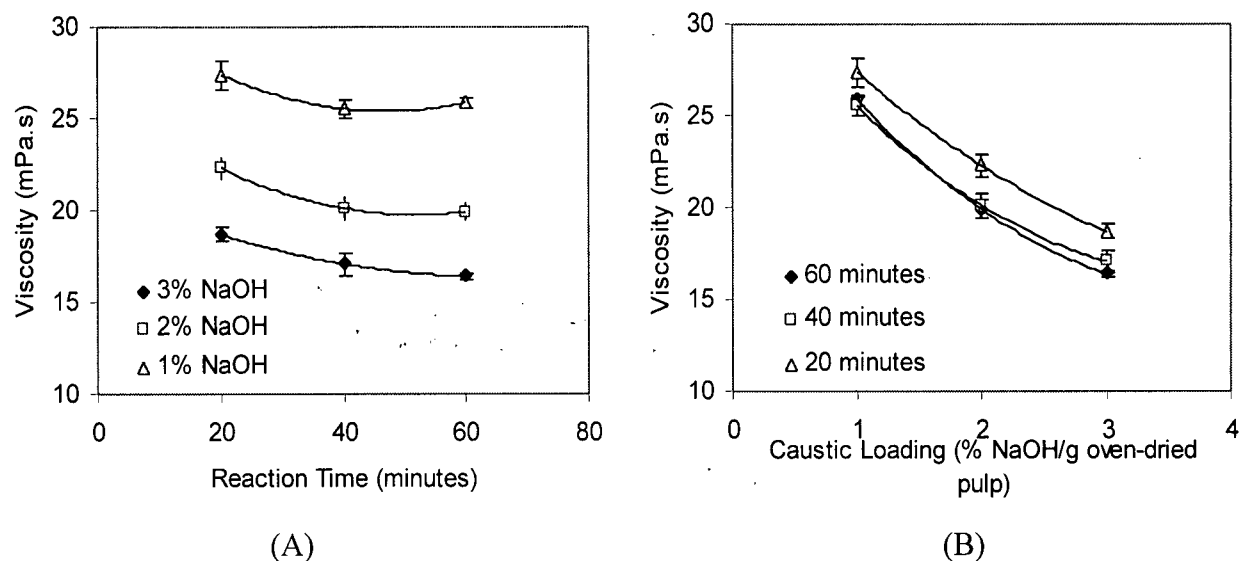 30
25
20
15
10
Viscosity (mPa.s)
3% NaOH
2% NaOH
1% NaOH
0 20 40 60 80
Reaction Time (minutes)
(A)
30
25
20
15
10
Viscosity (mPa.s)
60 minutes
40 minutes
20 minutes
0 1 2 3 4
Caustic Loading (% NaOH/g oven-dried
pulp)
(B)